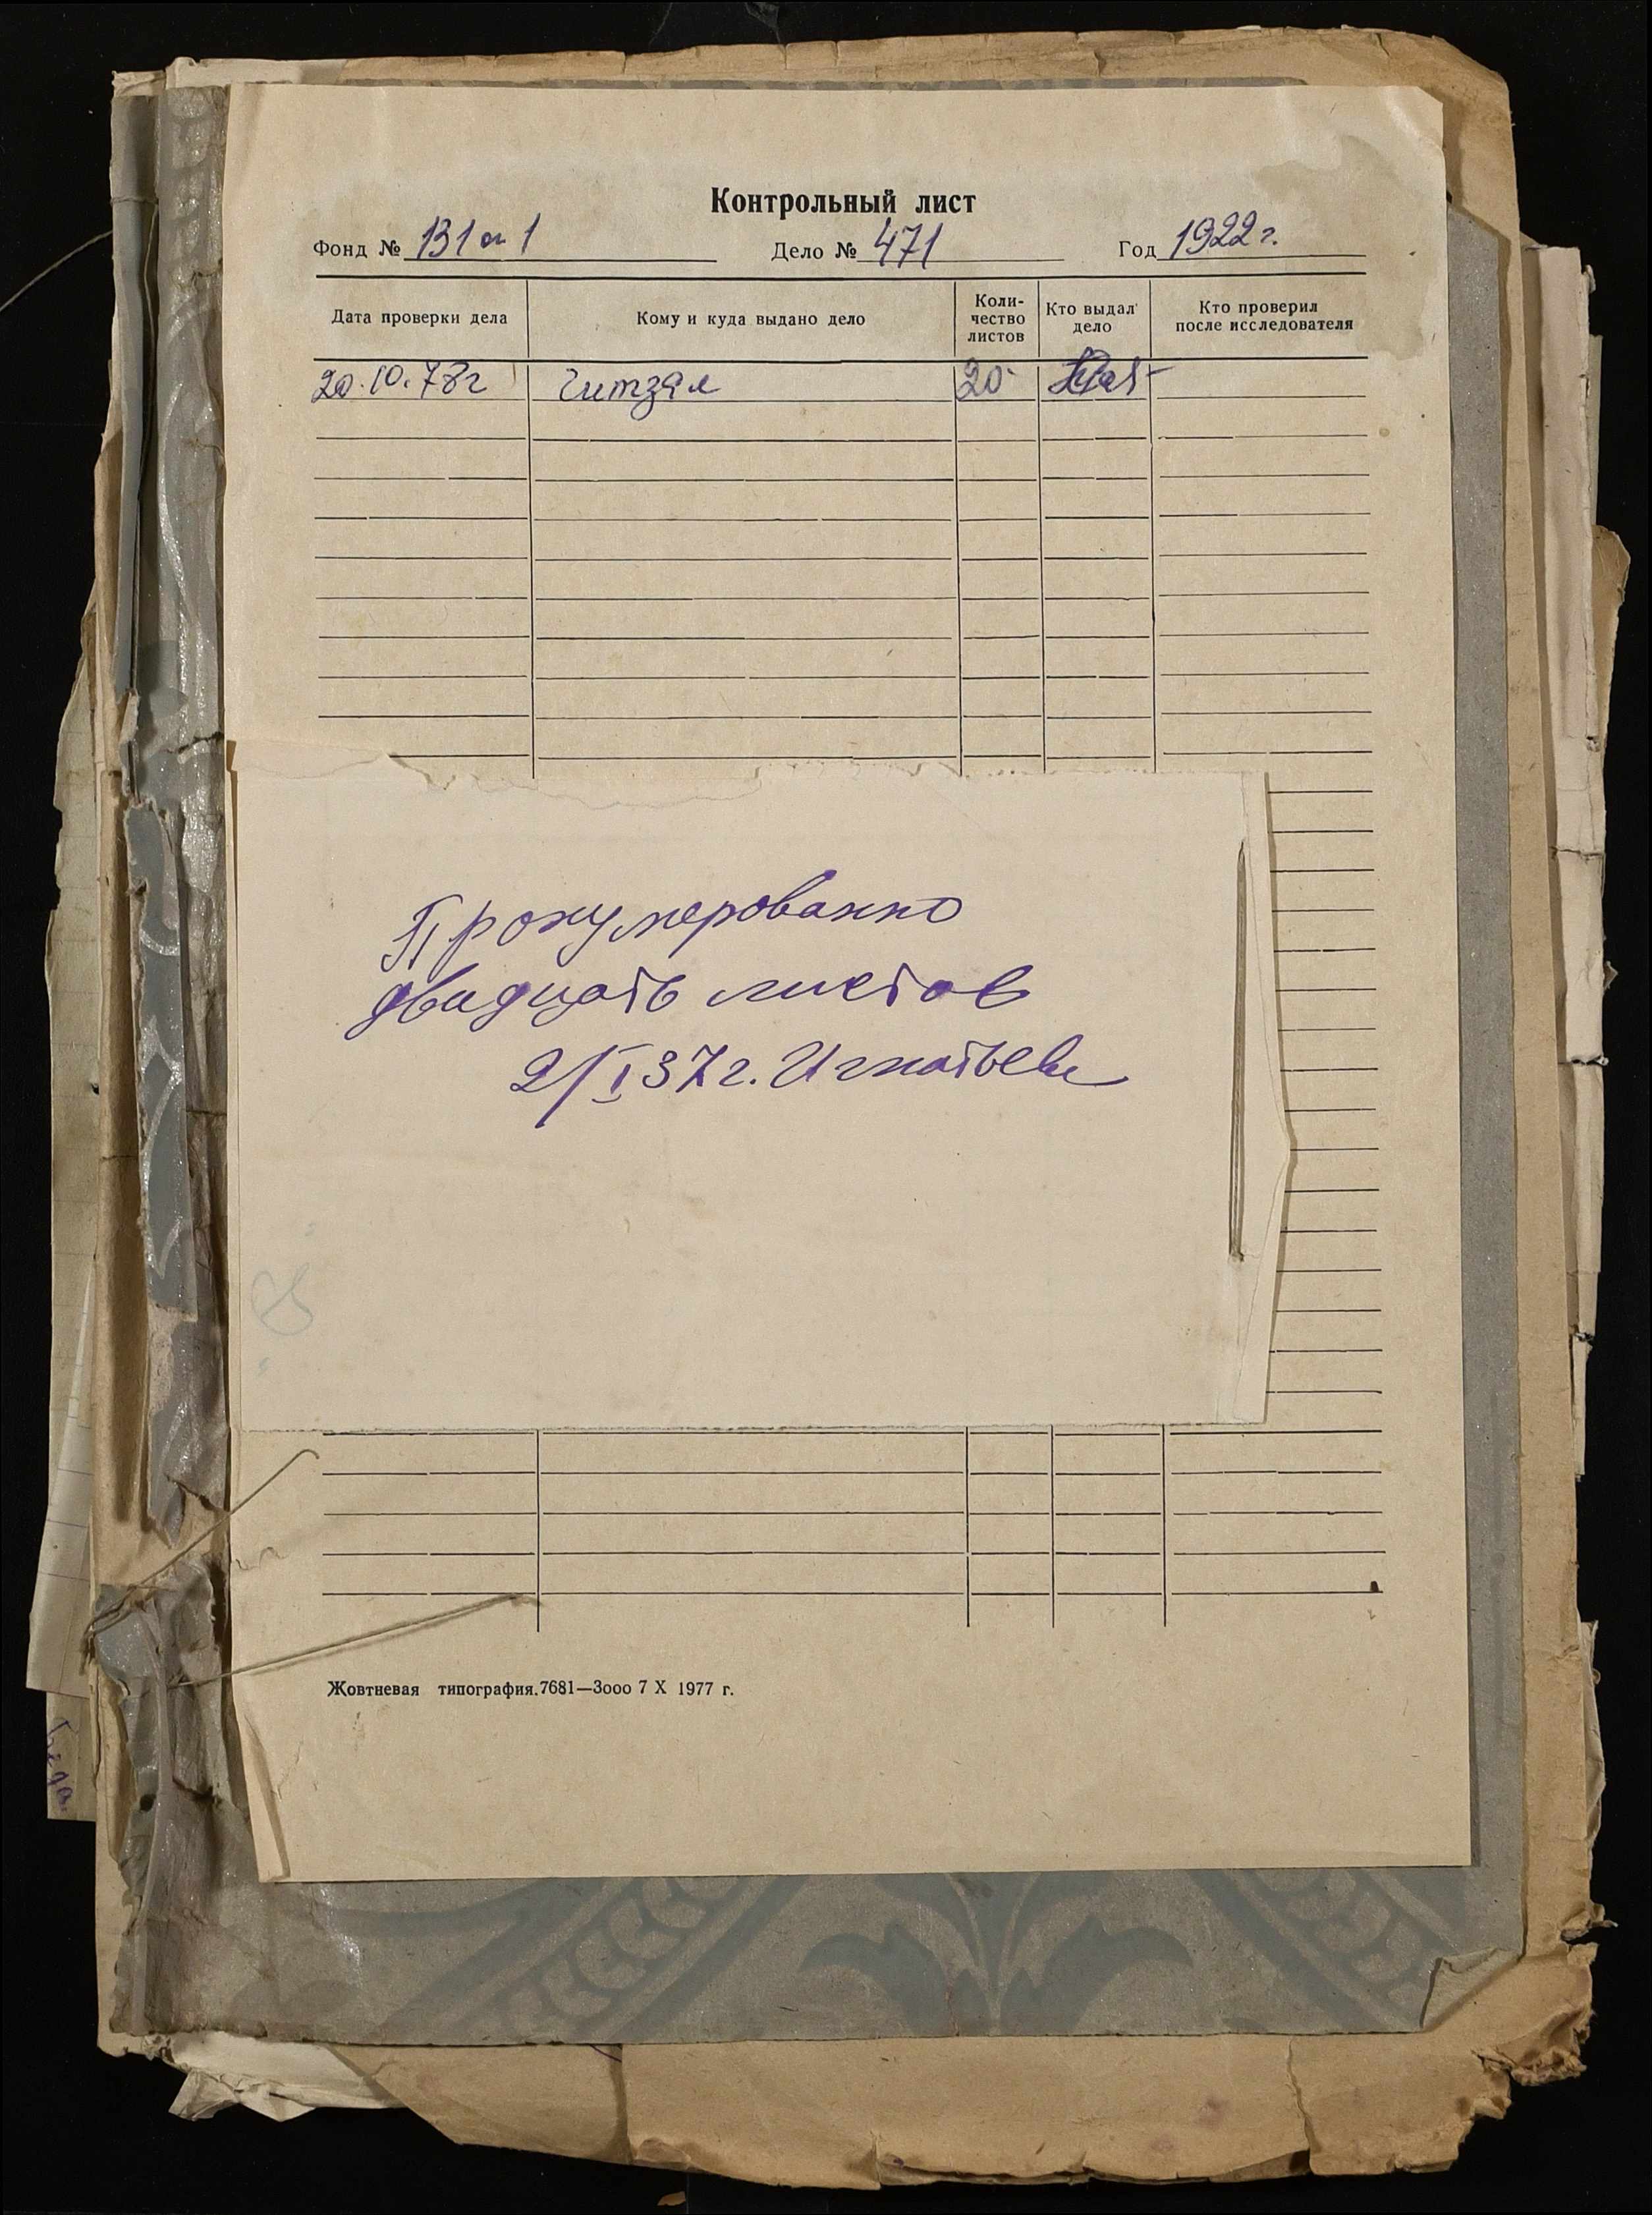 Контрольный лист
Фонд № 131 оп 1 Дело № 471 Год 1922 г.
Дата проверки дела Кому и куда выдано дело Коли-чество листов Кто выдал дело Кто проверил после исследователя
20.10.78г Читзал 20
Пронумерованно
двадцать листов
2/I 37г. Игнатьева
Жовтневая типография. 7681—3000 7 X 1977 г.